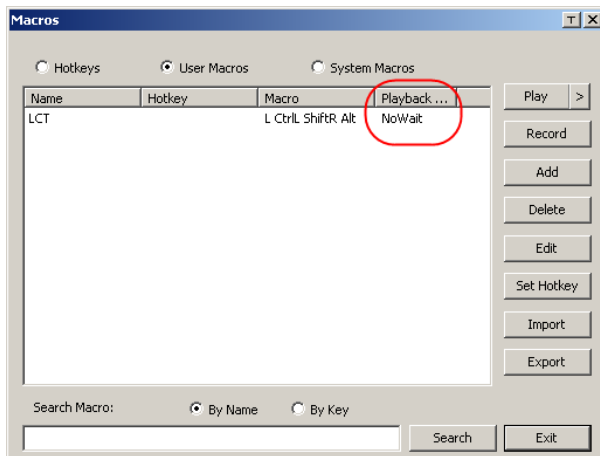 Macros
Hotkeys User Macros System Macros
Name Hotkey Macro Playback ...
LCT L CtrlL ShiftR Alt NoWait
Play >
Record
Add
Delete
Edit
Set Hotkey
Import
Export
Search Macro: By Name By Key
Search Exit